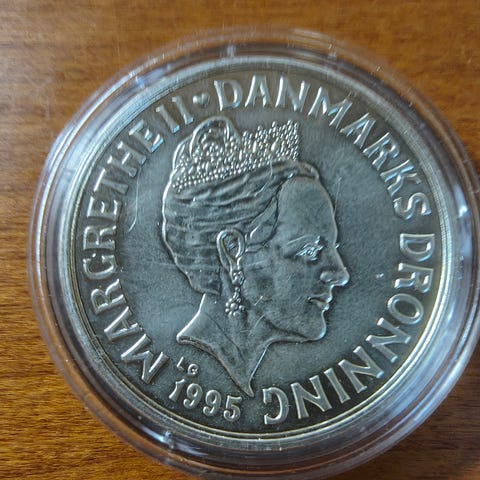 MARGRETHE II · DANMARKS DRONNING
LG
1995